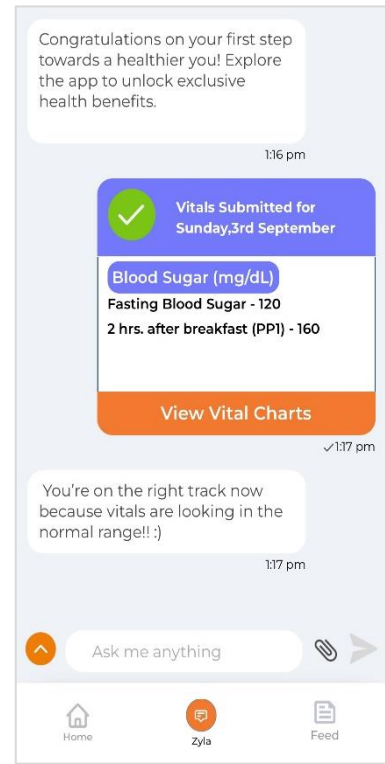 Congratulations on your first step
towards a healthier you! Explore
the app to unlock exclusive
health benefits.
1:16 pm
Vitals Submitted for
Sunday,3rd September
Blood Sugar (mg/dL)
Fasting Blood Sugar - 120
2 hrs. after breakfast (PP1) - 160
View Vital Charts
✓1:17 pm
You're on the right track now
because vitals are looking in the
normal range!! :)
1:17 pm
Ask me anything
Home
Zyla
Feed